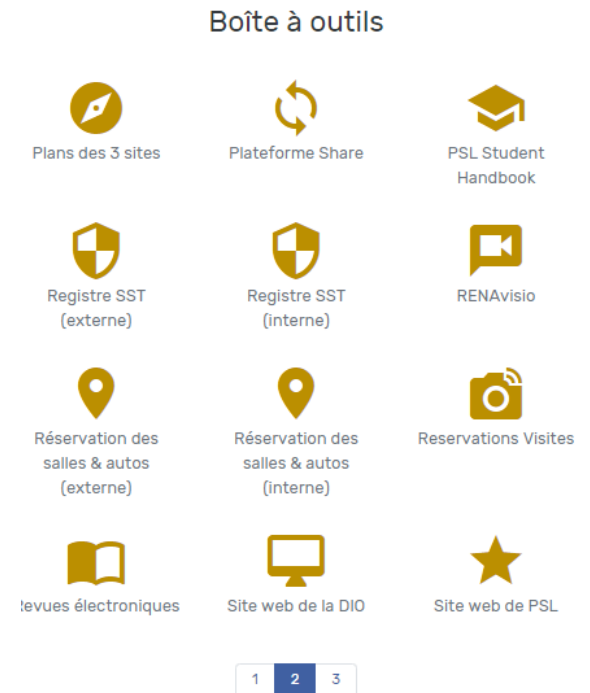 Boîte à outils
Plans des 3 sites
Plateforme Share
PSL Student
Handbook
Registre SST
(externe)
Registre SST
(interne)
RENAvisio
Réservation des
salles & autos
(externe)
Réservation des
salles & autos
(interne)
Reservations Visites
evues électroniques
Site web de la DIO
Site web de PSL
1 2 3